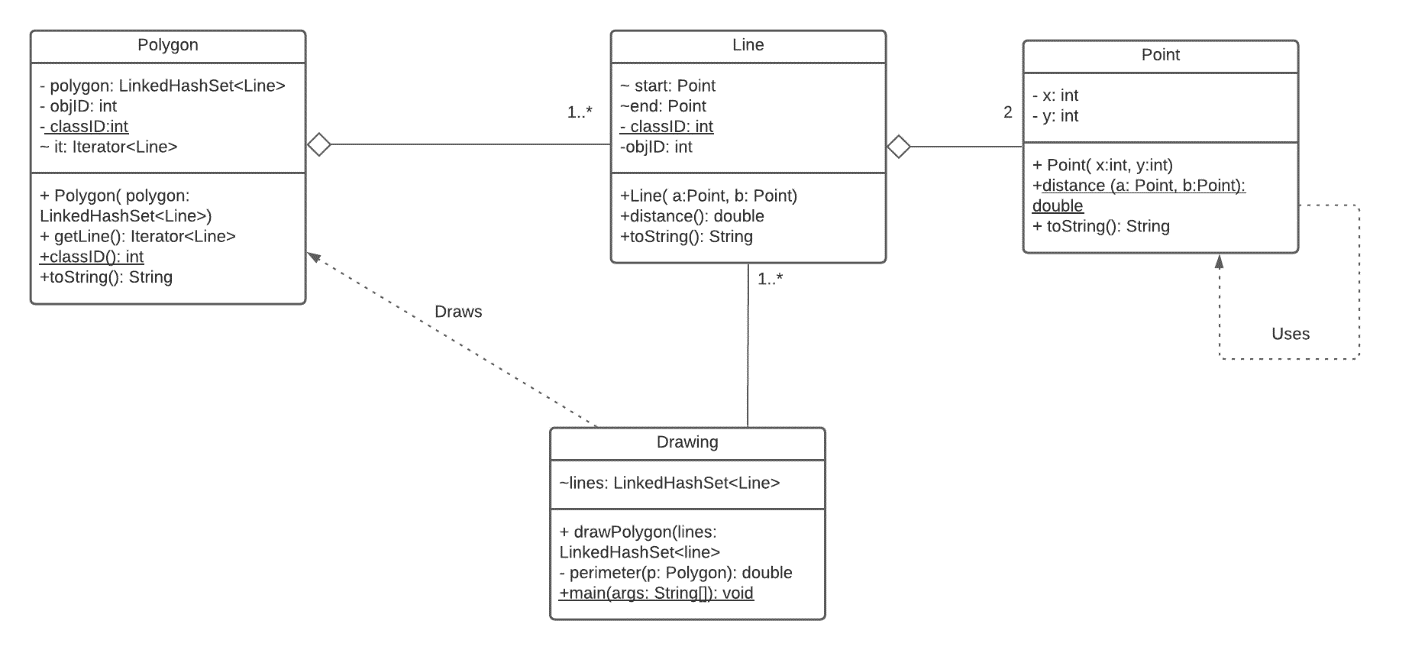 Polygon
- polygon: LinkedHashSet<Line>
- objID: int
- classID:int
~ it: Iterator<Line>
+ Polygon( polygon:
LinkedHashSet<Line>)
+ getLine(): Iterator<Line>
+classID(): int
+toString(): String
1..*
Line
~ start: Point
~end: Point
- classID: int
-objID: int
+Line( a:Point, b: Point)
+distance(): double
+toString(): String
2
Point
- x: int
- y: int
+ Point( x:int, y:int)
+distance (a: Point, b:Point):
double
+ toString(): String
1..*
Draws
Uses
Drawing
~lines: LinkedHashSet<Line>
+ drawPolygon(lines:
LinkedHashSet<line>
- perimeter(p: Polygon): double
+main(args: String[]): void